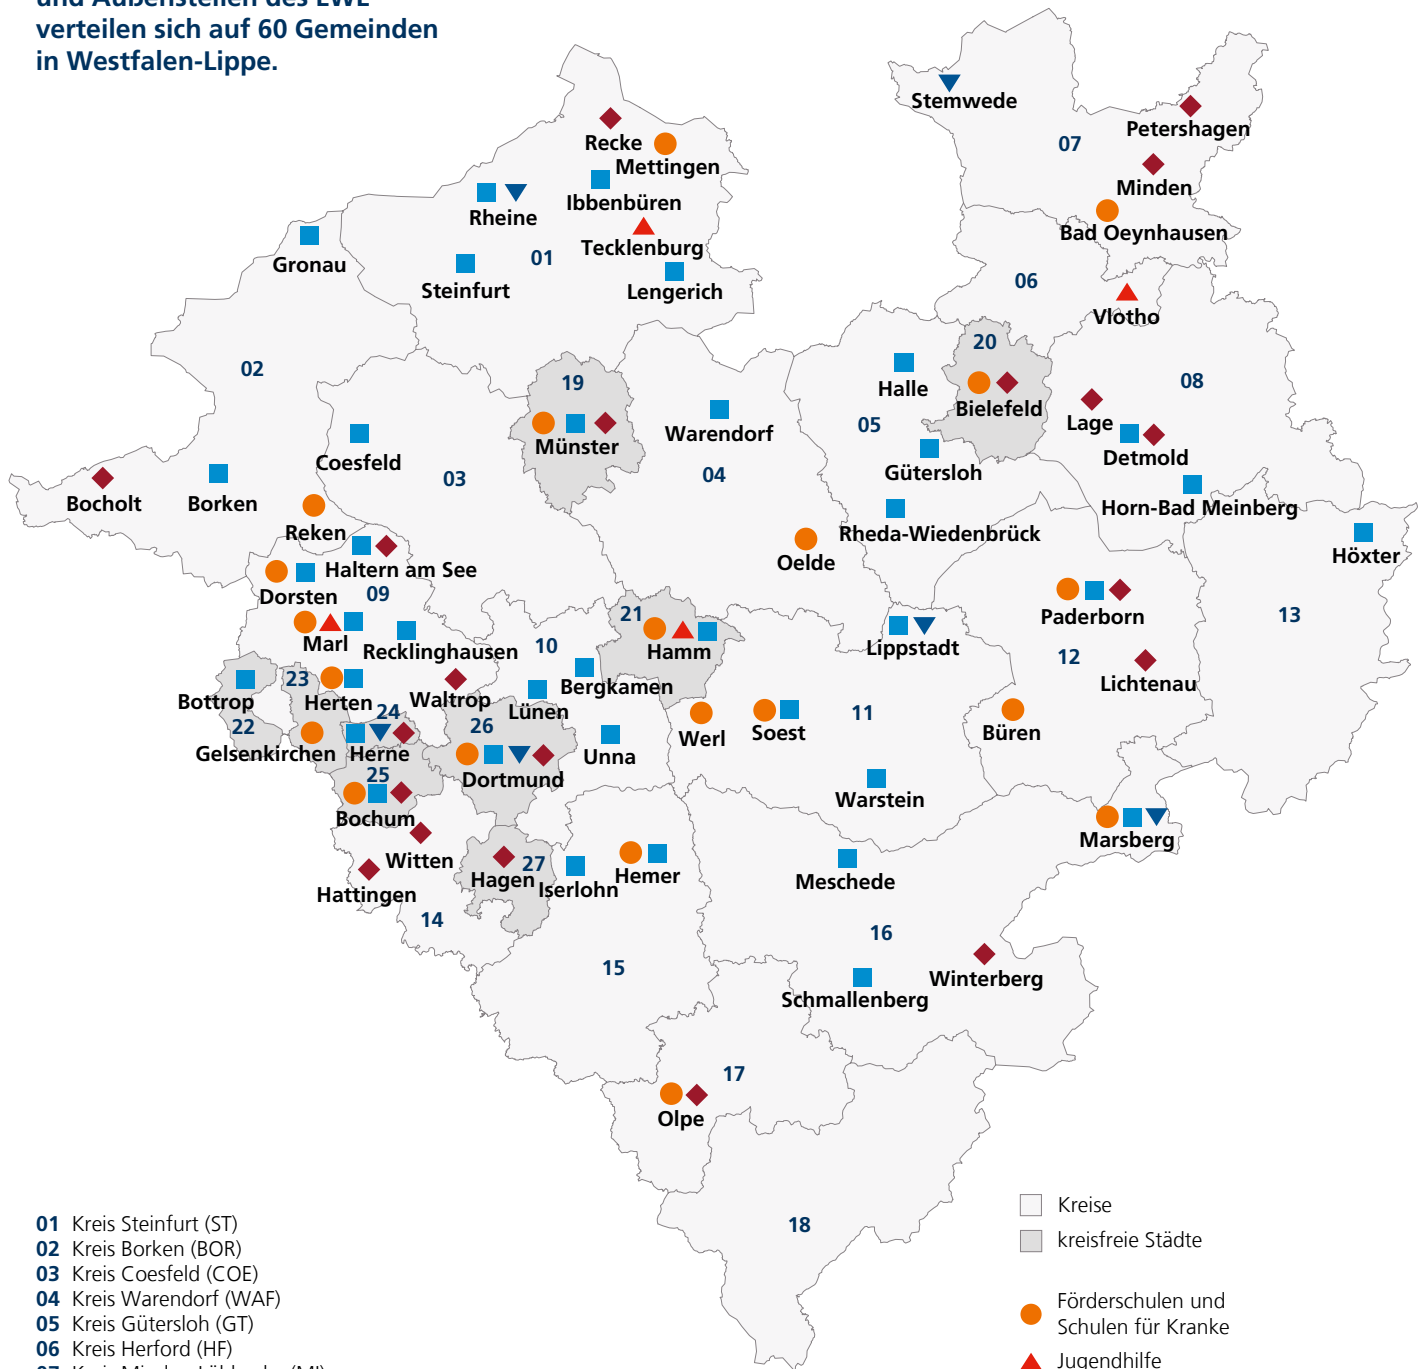 und Außenstellen des LWL
verteilen sich auf 60 Gemeinden
in Westfalen-Lippe.
Stemwede
Petershagen
07
Recke
Mettingen
Minden
Ibbenbüren
Rheine
Bad Oeynhausen
Tecklenburg
01
Gronau
Steinfurt
Lengerich
06
Vlotho
20
02
19
Halle
08
Bielefeld
Lage
05
Münster
Warendorf
Coesfeld
03
04
Gütersloh
Detmold
Bocholt
Borken
Horn-Bad Meinberg
Reken
Rheda-Wiedenbrück
Höxter
Oelde
Haltern am See
Dorsten
09
Paderborn
21
13
Marl
Recklinghausen
10
Hamm
Lippstadt
12
23
Bergkamen
Lichtenau
Bottrop
Herten
Waltrop
24
Lünen
11
22
26
Werl
Soest
Büren
Gelsenkirchen
Herne
Unna
25
Dortmund
Warstein
Bochum
Marsberg
Witten
27
Hagen
Iserlohn
Hemer
Meschede
Hattingen
14
16
15
Winterberg
Schmallenberg
17
Olpe
18
Kreise
kreisfreie Städte
Förderschulen und
Schulen für Kranke
Jugendhilfe
01 Kreis Steinfurt (ST)
02 Kreis Borken (BOR)
03 Kreis Coesfeld (COE)
04 Kreis Warendorf (WAF)
05 Kreis Gütersloh (GT)
06 Kreis Herford (HF)